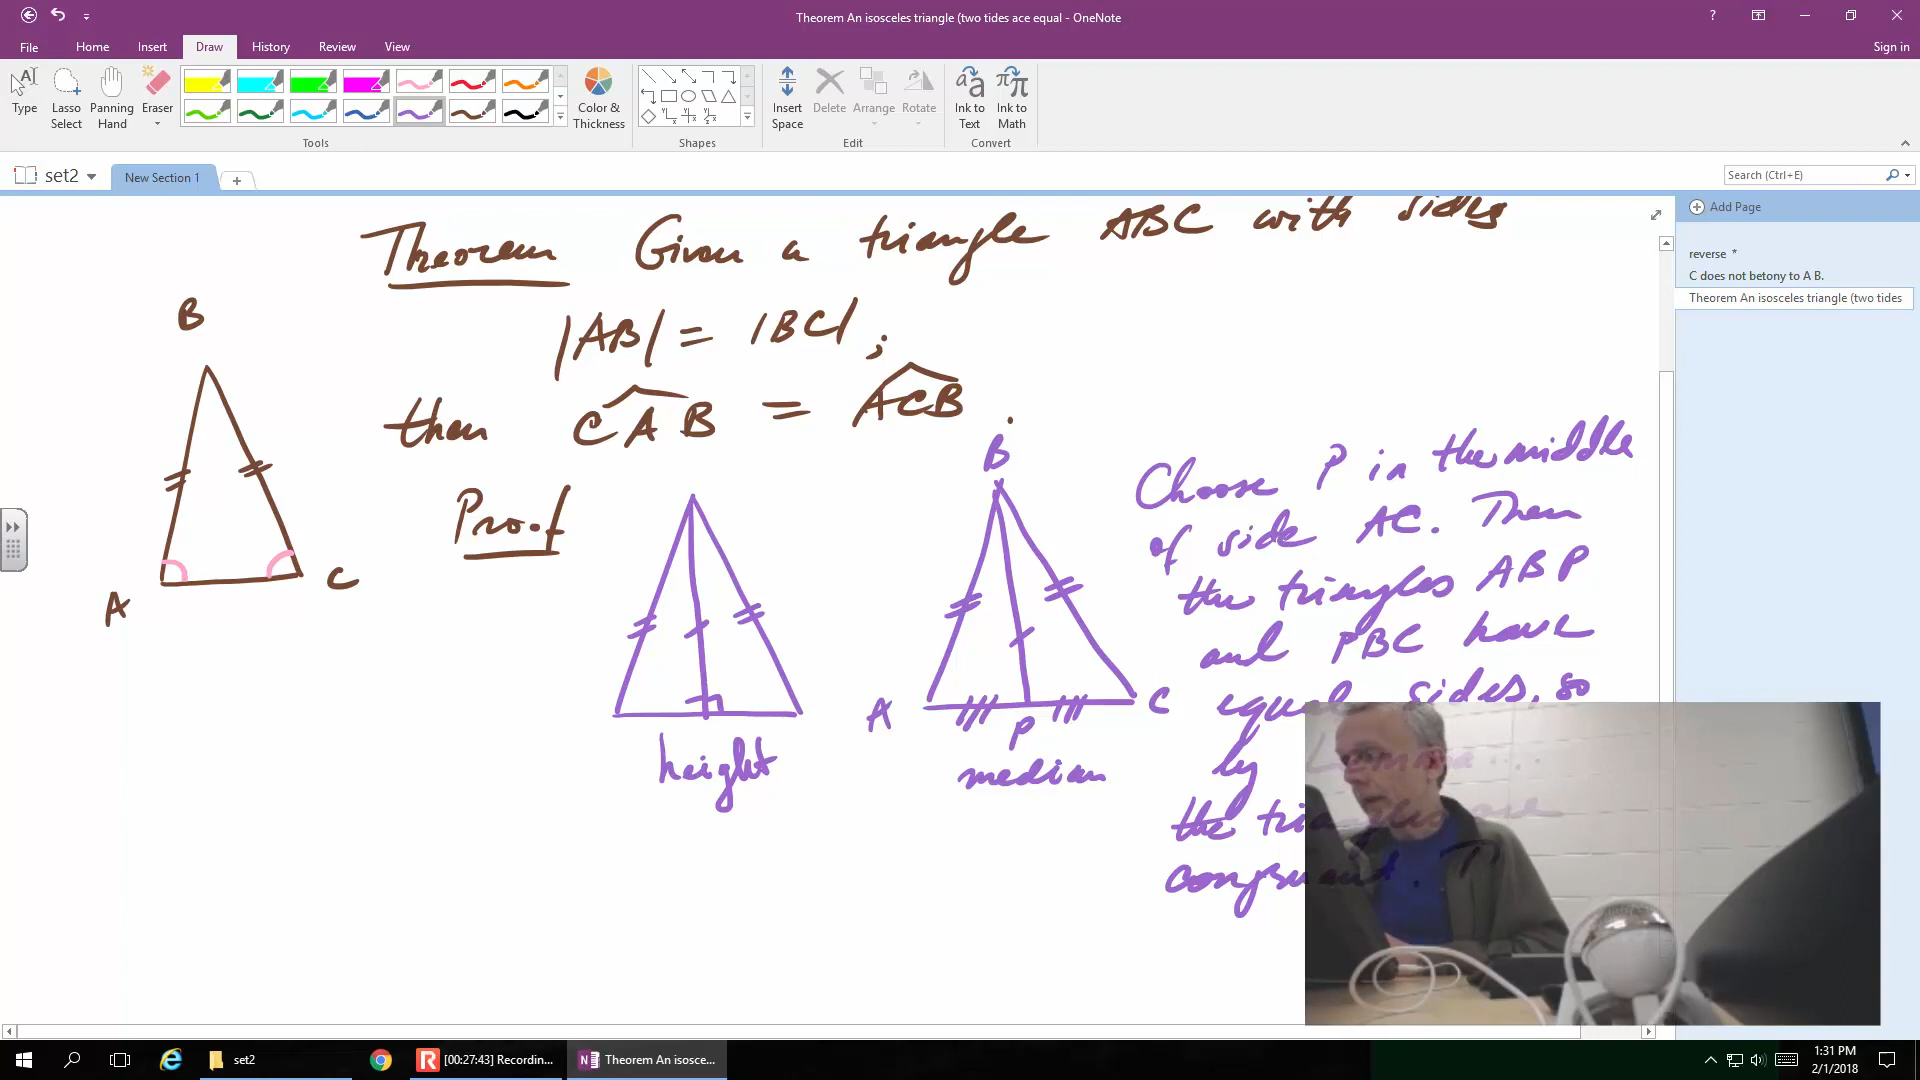 Theorem An isosceles triangle (two tides ace equal - OneNote
File
Home
Insert
Draw
History
Review
View
Sign in
Type
Lasso Select
Panning Hand
Eraser
Color & Thickness
Insert Space
Delete
Arrange
Rotate
Ink to Text
Ink to Math
Tools
Shapes
Edit
Convert
set2
New Section 1
Search (Ctrl+E)
Add Page
reverse *
C does not betony to A B.
Theorem An isosceles triangle (two tides
Theorem Given a triangle ABC with sides
|AB| = |BC| ;
then CAB = ACB .
Proof
B
A
C
height
B
A
C
P
median
Choose P in the middle
of side AC. Then
the triangles ABP
and PBC have
equal sides, so
by Lemma ...
the triangles are
congruent. T
set2
[00:27:43] Recordin...
Theorem An isosce...
1:31 PM
2/1/2018